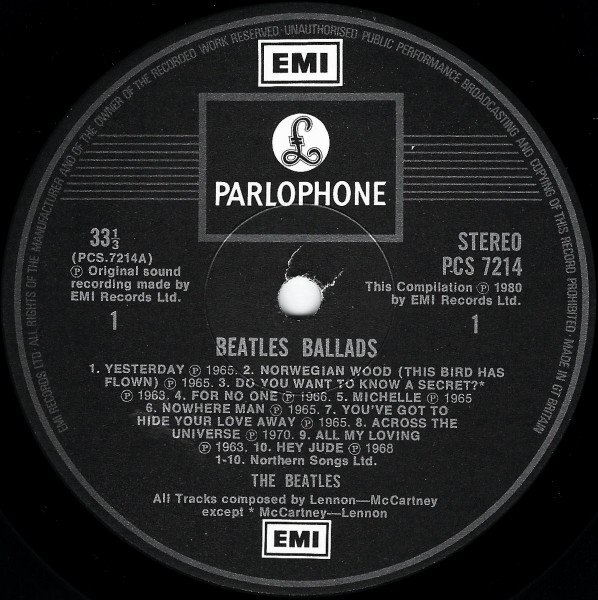 EMI
MANUFACTURER AND OF THE OWNER OF THE RECORDED WORK RESERVED UNAUTHORISED PUBLIC PERFORMANCE BROADCASTING AND COPYING OF THIS RECORD PROHIBITED MADE IN GT BRITAIN
EMI RECORDS LTD ALL RIGHTS OF THE
£
PARLOPHONE
33⅓
(PCS.7214A)
℗ Original sound
recording made by
EMI Records Ltd.
1
STEREO
PCS 7214
This Compilation ℗ 1980
by EMI Records Ltd.
1
BEATLES BALLADS
1. YESTERDAY ℗ 1965. 2. NORWEGIAN WOOD (THIS BIRD HAS
FLOWN) ℗ 1965. 3. DO YOU WANT TO KNOW A SECRET?*
℗ 1963. 4. FOR NO ONE ℗ 1966. 5. MICHELLE ℗ 1965
6. NOWHERE MAN ℗ 1965. 7. YOU'VE GOT TO
HIDE YOUR LOVE AWAY ℗ 1965. 8. ACROSS THE
UNIVERSE ℗ 1970. 9. ALL MY LOVING
℗ 1963. 10. HEY JUDE ℗ 1968
1-10. Northern Songs Ltd.
THE BEATLES
All Tracks composed by Lennon—McCartney
except * McCartney—Lennon
EMI